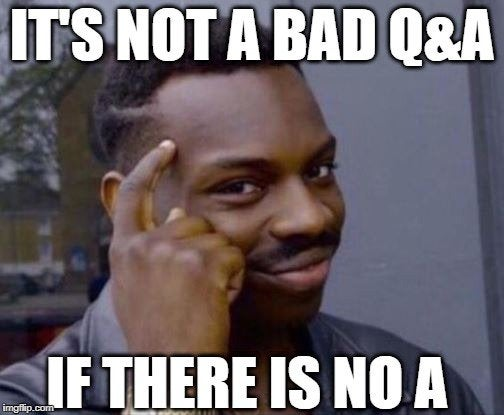 IT'S NOT A BAD Q&A
IF THERE IS NO A
imgflip.com